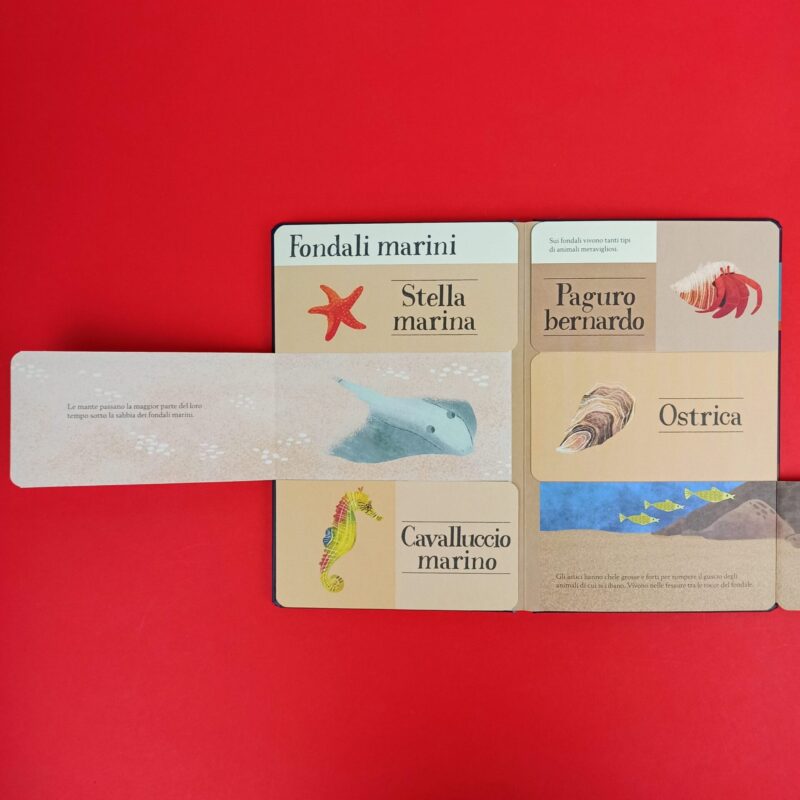 Fondali marini
Stella
marina
Le mante passano la maggior parte del loro
tempo sotto la sabbia dei fondali marini.
Cavalluccio
marino
Sui fondali vivono tanti tipi
di animali meravigliosi.
Paguro
bernardo
Ostrica
Gli astici hanno chele grosse e forti per rompere il guscio degli
animali di cui si cibano. Vivono nelle fessure tra le rocce del fondale.